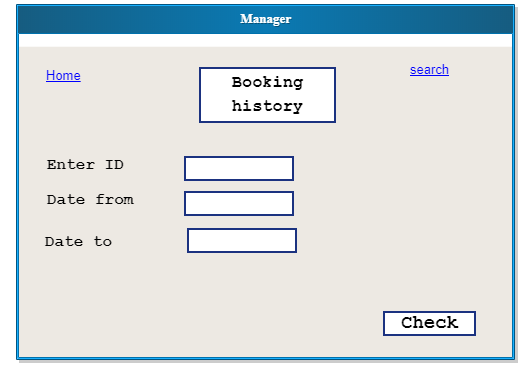 Manager
Home
search
Booking
history
Enter ID
Date from
Date to
Check